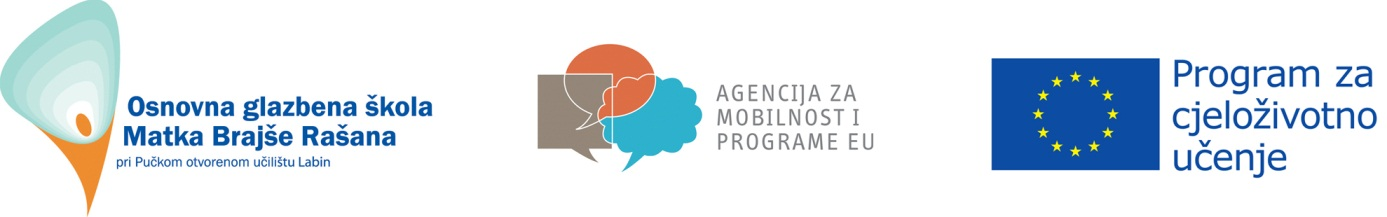 Osnovna glazbena škola
Matka Brajše Rašana
pri Pučkom otvorenom učilištu Labin
AGENCIJA ZA
MOBILNOST I
PROGRAME EU
Program za
cjeloživotno
učenje